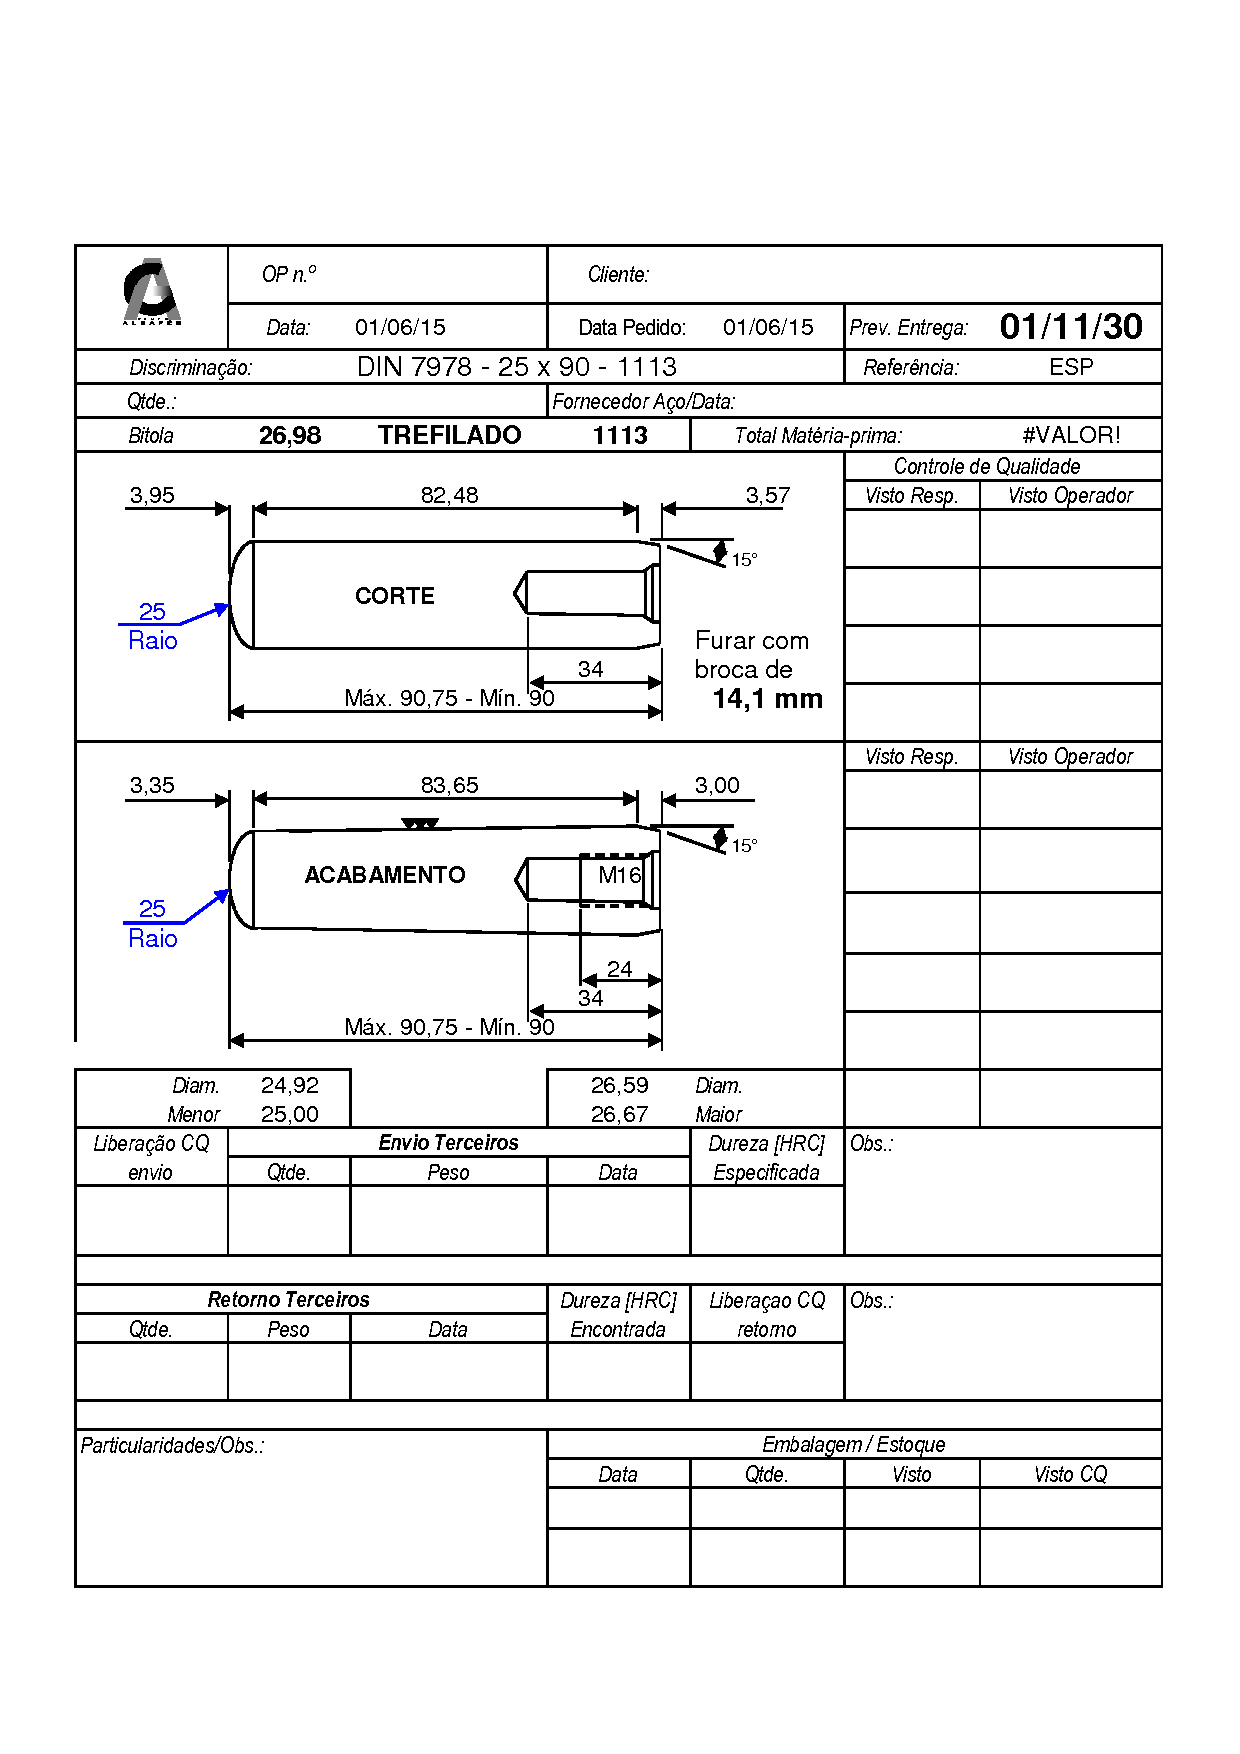 OP n.º Cliente:
GRUPO
ALBAFER
Data: 01/06/15 Data Pedido: 01/06/15 Prev. Entrega: 01/11/30
Discriminação: DIN 7978 - 25 x 90 - 1113 Referência: ESP
Qtde.: Fornecedor Aço/Data:
Bitola 26,98 TREFILADO 1113 Total Matéria-prima: #VALOR!
Controle de Qualidade
3,95 82,48 3,57 Visto Resp. Visto Operador
15°
CORTE
25
Raio Furar com
34 broca de
Máx. 90,75 - Mín. 90 14,1 mm
Visto Resp. Visto Operador
3,35 83,65 3,00
15°
ACABAMENTO M16
25
Raio
24
34
Máx. 90,75 - Mín. 90
Diam. 24,92 26,59 Diam.
Menor 25,00 26,67 Maior
Liberação CQ Envio Terceiros Dureza [HRC] Obs.:
envio Qtde. Peso Data Especificada
Retorno Terceiros Dureza [HRC] Liberaçao CQ Obs.:
Qtde. Peso Data Encontrada retorno
Particularidades/Obs.: Embalagem / Estoque
Data Qtde. Visto Visto CQ